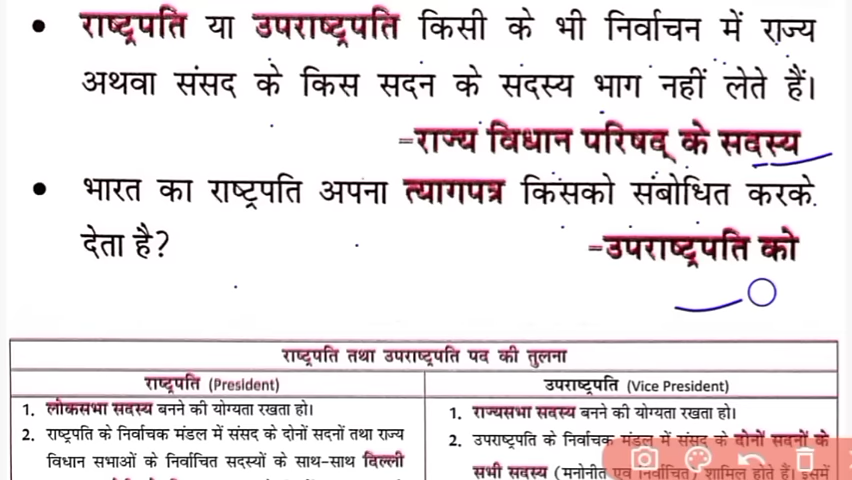 • राष्ट्रपति या उपराष्ट्रपति किसी के भी निर्वाचन में राज्य
अथवा संसद के किस सदन के सदस्य भाग नहीं लेते हैं।
-राज्य विधान परिषद् के सदस्य
• भारत का राष्ट्रपति अपना त्यागपत्र किसको संबोधित करके
देता है? -उपराष्ट्रपति को
राष्ट्रपति तथा उपराष्ट्रपति पद की तुलना
राष्ट्रपति (President)
1. लोकसभा सदस्य बनने की योग्यता रखता हो।
2. राष्ट्रपति के निर्वाचक मंडल में संसद के दोनों सदनों तथा राज्य
विधान सभाओं के निर्वाचित सदस्यों के साथ-साथ दिल्ली
उपराष्ट्रपति (Vice President)
1. राज्यसभा सदस्य बनने की योग्यता रखता हो।
2. उपराष्ट्रपति के निर्वाचक मंडल में संसद के दोनों सदनों के
सभी सदस्य (मनोनीत एवं निर्वाचित) शामिल होते हैं। इसमें